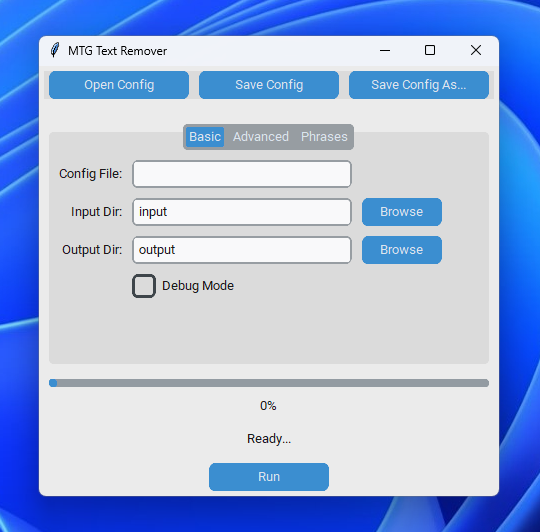 MTG Text Remover
Open Config Save Config Save Config As...
Basic Advanced Phrases
Config File:
Input Dir: input Browse
Output Dir: output Browse
Debug Mode
0%
Ready...
Run